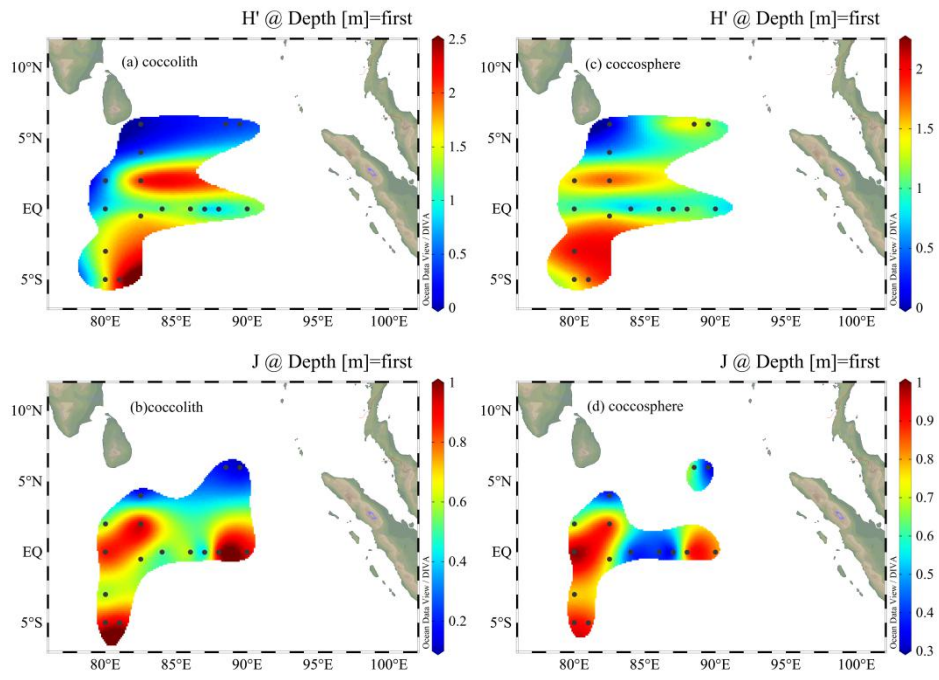 H' @ Depth [m]=first
(a) coccolith
10°N
5°N
EQ
5°S
80°E 85°E 90°E 95°E 100°E
2.5
2
1.5
1
0.5
0
Ocean Data View / DIVA
H' @ Depth [m]=first
(c) coccosphere
10°N
5°N
EQ
5°S
80°E 85°E 90°E 95°E 100°E
2
1.5
1
0.5
0
Ocean Data View / DIVA
J @ Depth [m]=first
(b)coccolith
10°N
5°N
EQ
5°S
80°E 85°E 90°E 95°E 100°E
1
0.8
0.6
0.4
0.2
Ocean Data View / DIVA
J @ Depth [m]=first
(d) coccosphere
10°N
5°N
EQ
5°S
80°E 85°E 90°E 95°E 100°E
1
0.9
0.8
0.7
0.6
0.5
0.4
0.3
Ocean Data View / DIVA